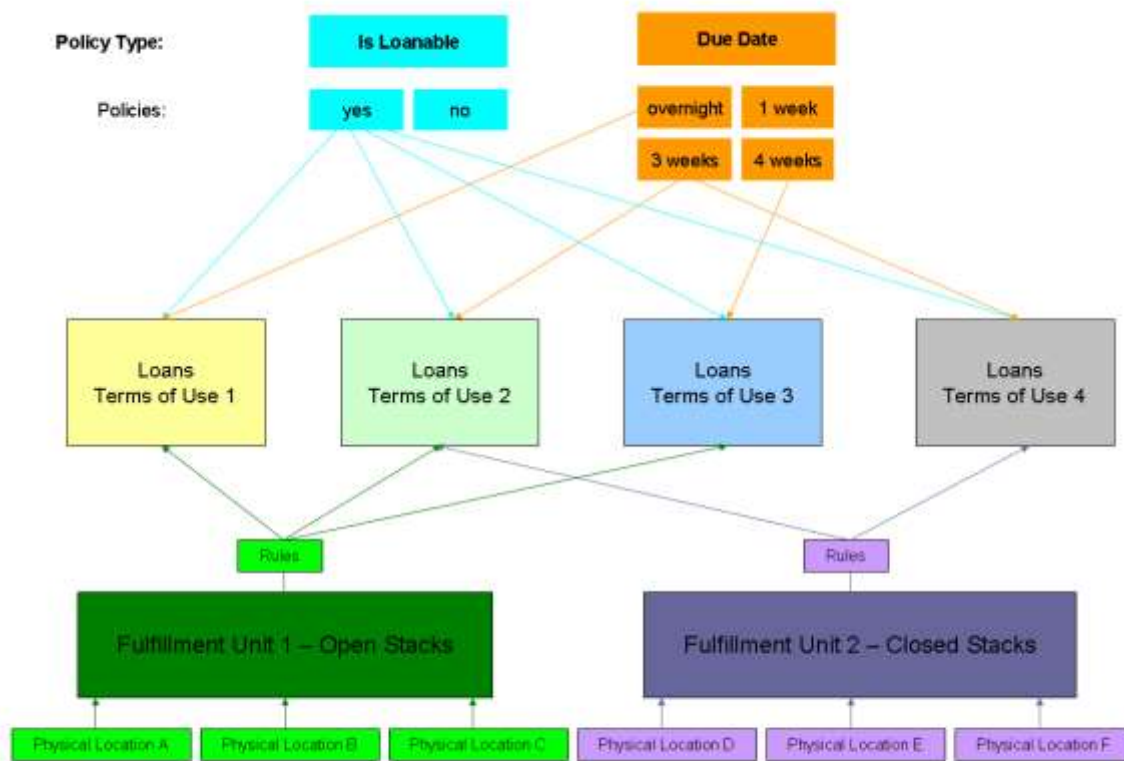 Policy Type:
Is Loanable
Due Date
Policies:
yes
no
overnight
1 week
3 weeks
4 weeks
Loans
Terms of Use 1
Loans
Terms of Use 2
Loans
Terms of Use 3
Loans
Terms of Use 4
Rules
Rules
Fulfillment Unit 1 – Open Stacks
Fulfillment Unit 2 – Closed Stacks
Physical Location A
Physical Location B
Physical Location C
Physical Location D
Physical Location E
Physical Location F